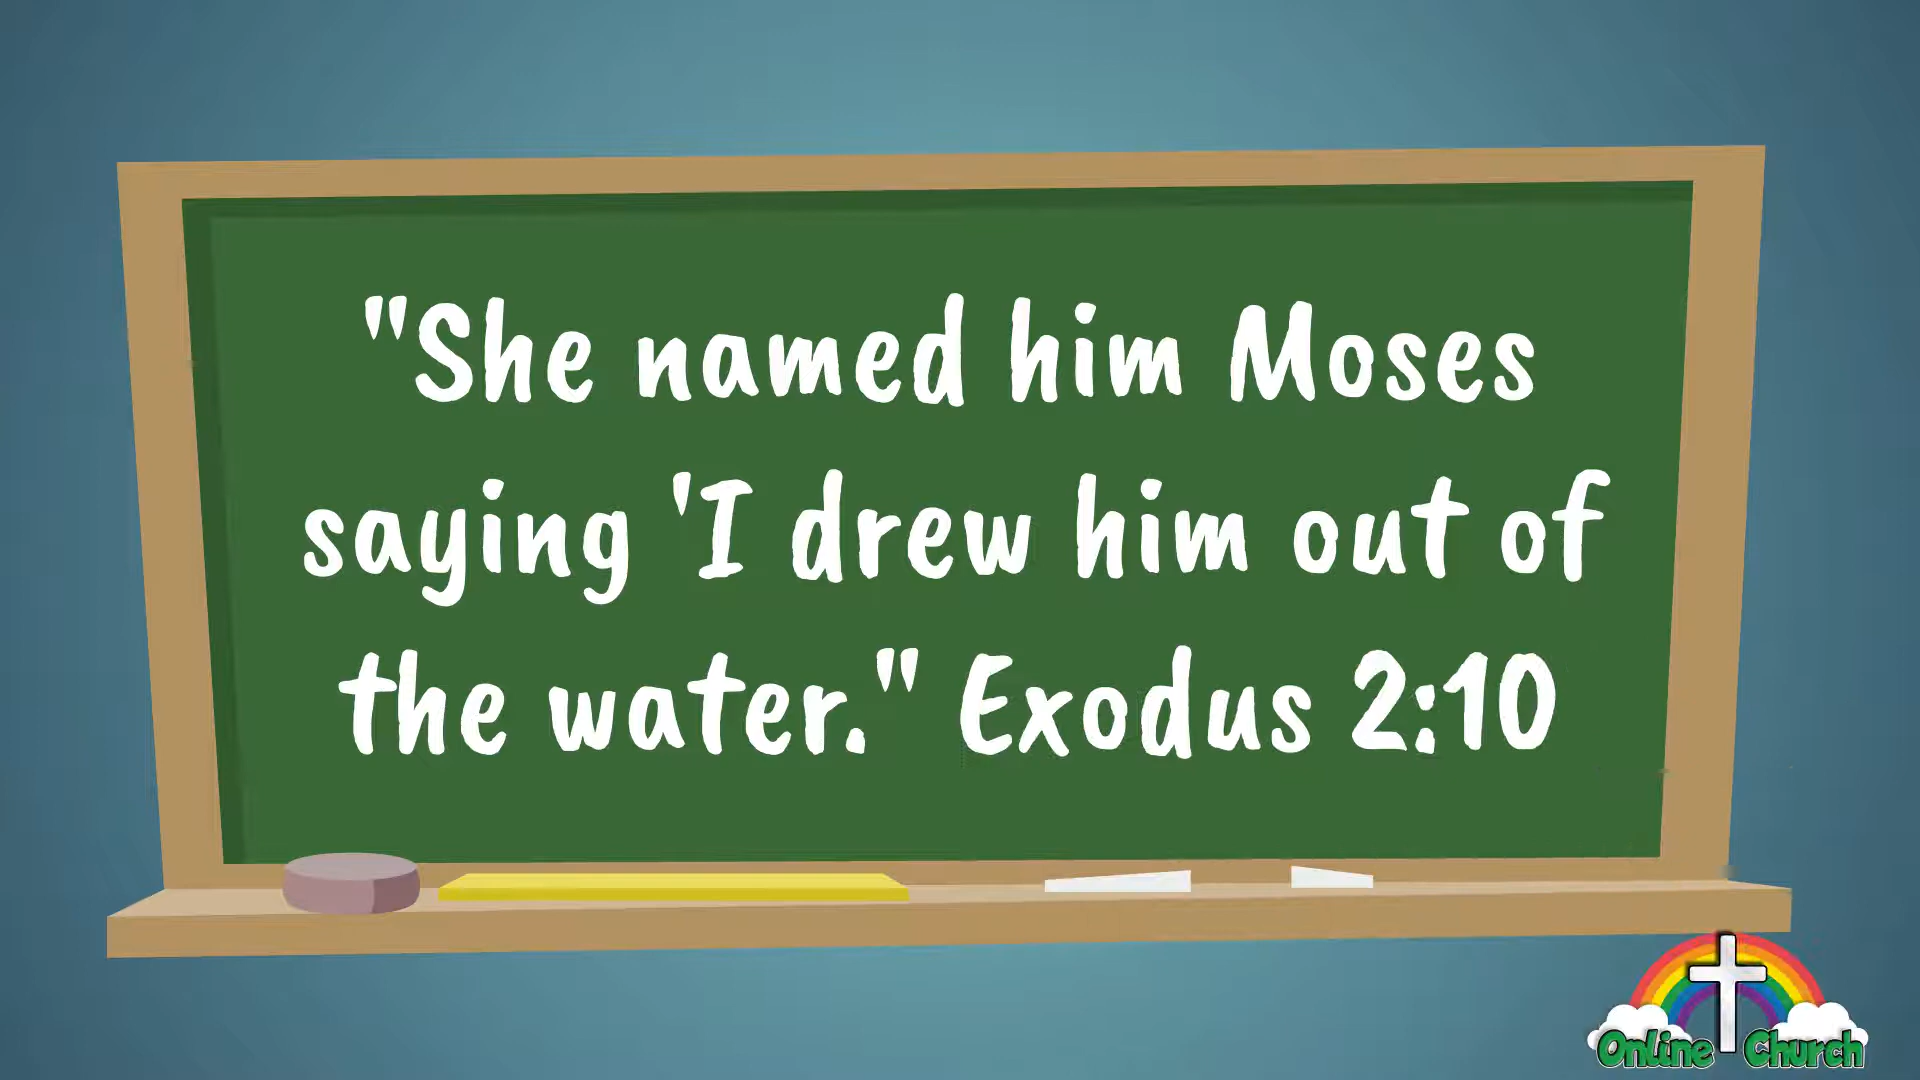 "She named him Moses
saying 'I drew him out of
the water." Exodus 2:10
Online Church